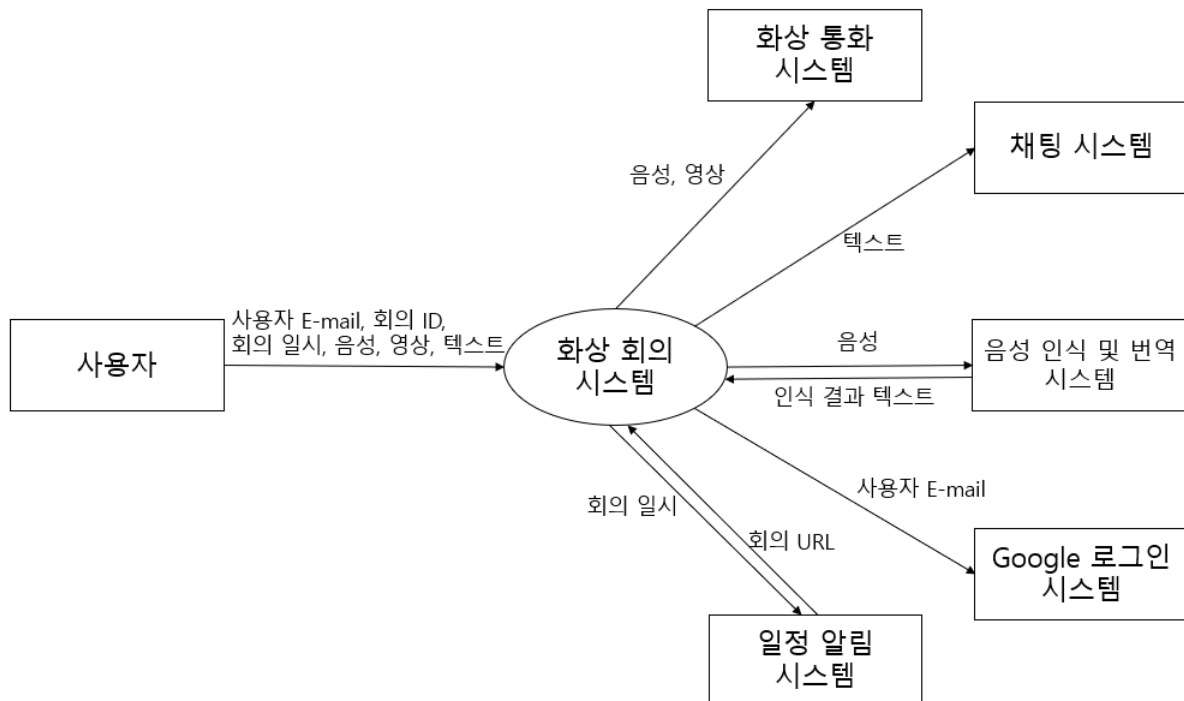 화상 통화
시스템
채팅 시스템
음성, 영상
텍스트
사용자
사용자 E-mail, 회의 ID,
회의 일시, 음성, 영상, 텍스트
화상 회의
시스템
음성
인식 결과 텍스트
음성 인식 및 번역
시스템
사용자 E-mail
회의 일시
회의 URL
Google 로그인
시스템
일정 알림
시스템